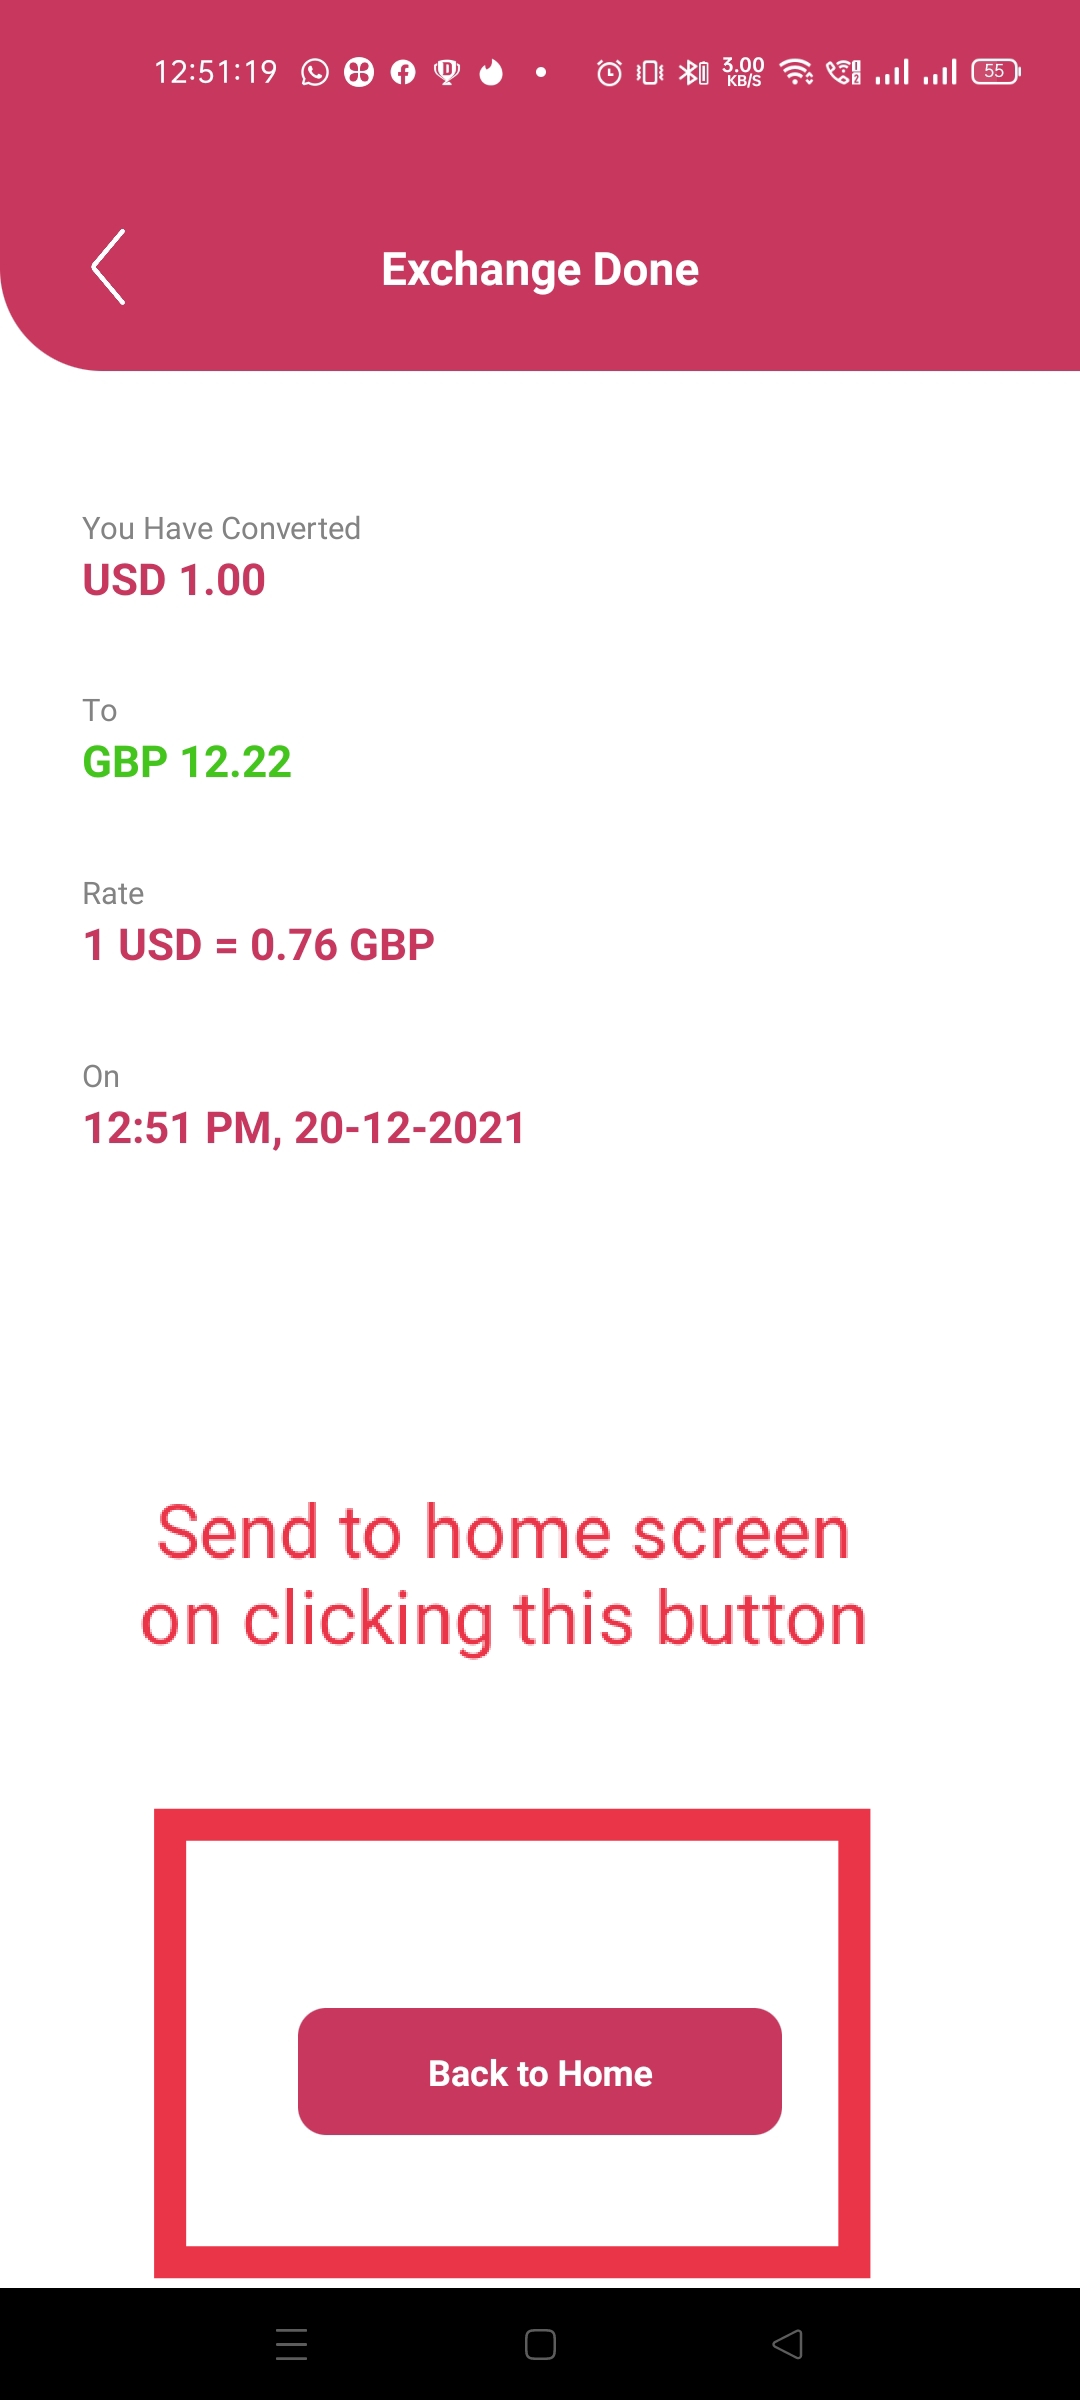 12:51:19 3.00 KB/S 55
Exchange Done
You Have Converted
USD 1.00
To
GBP 12.22
Rate
1 USD = 0.76 GBP
On
12:51 PM, 20-12-2021
Send to home screen
on clicking this button
Back to Home